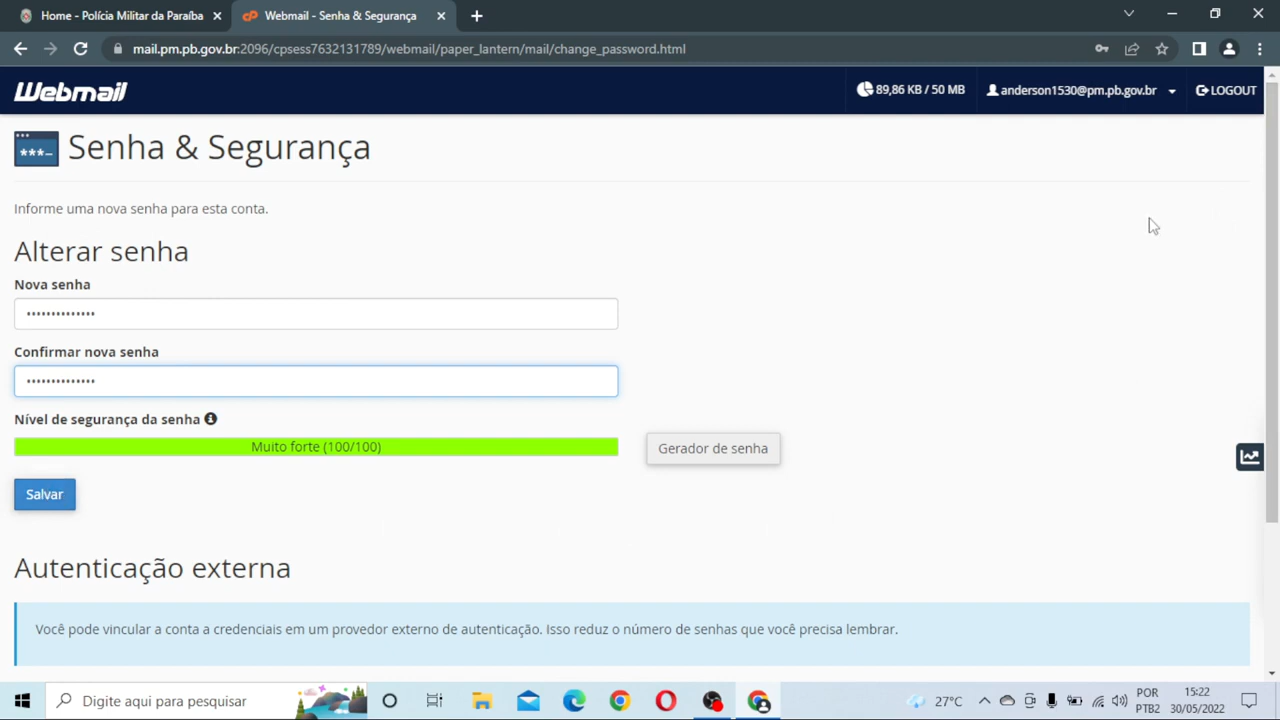 Home - Polícia Militar da Paraíba
Webmail - Senha & Segurança
mail.pm.pb.gov.br:2096/cpsess7632131789/webmail/paper_lantern/mail/change_password.html
Webmail
89,86 KB / 50 MB
anderson1530@pm.pb.gov.br
LOGOUT
***_
Senha & Segurança
Informe uma nova senha para esta conta.
Alterar senha
Nova senha
••••••••••••••
Confirmar nova senha
••••••••••••••
Nível de segurança da senha
Muito forte (100/100)
Gerador de senha
Salvar
Autenticação externa
Você pode vincular a conta a credenciais em um provedor externo de autenticação. Isso reduz o número de senhas que você precisa lembrar.
Digite aqui para pesquisar
27°C
POR
PTB2
15:22
30/05/2022